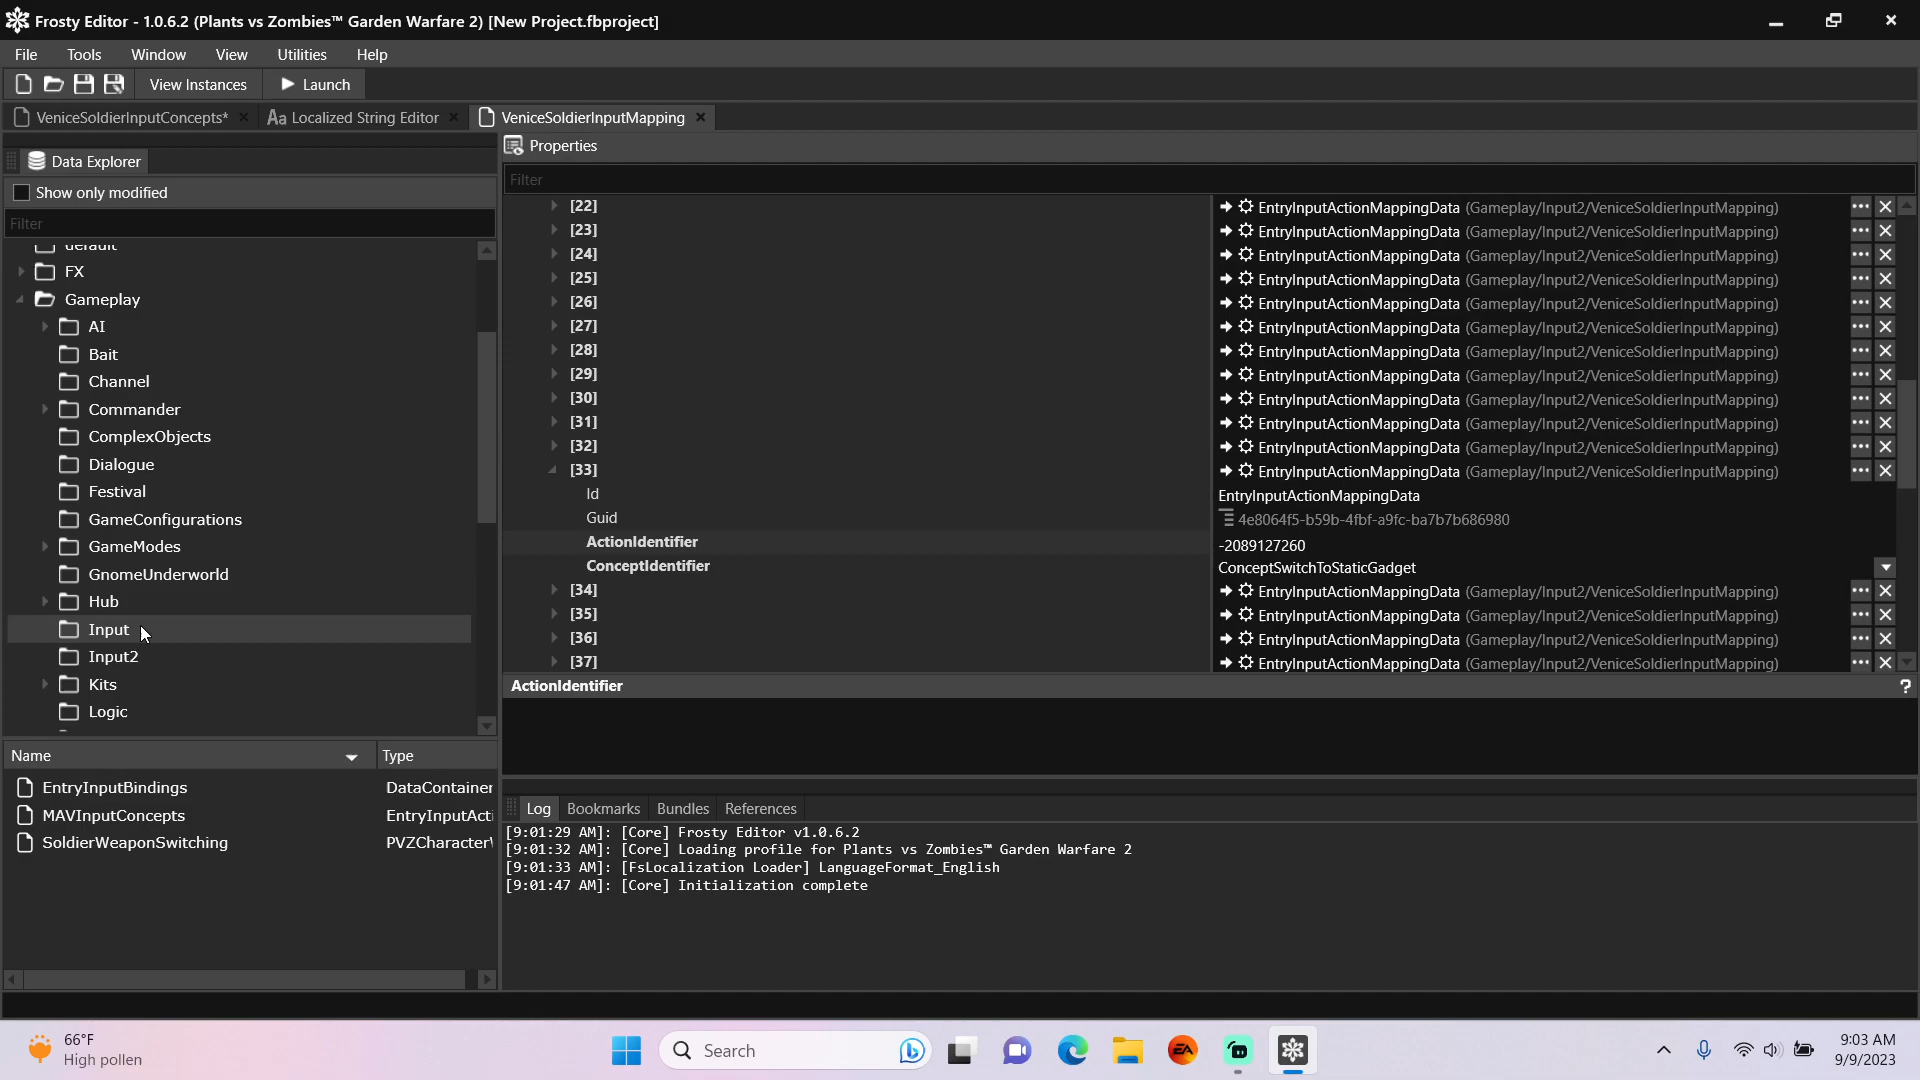 Frosty Editor - 1.0.6.2 (Plants vs Zombies™ Garden Warfare 2) [New Project.fbproject]
File Tools Window View Utilities Help
View Instances Launch
VeniceSoldierInputConcepts* Aa Localized String Editor VeniceSoldierInputMapping
Data Explorer
Show only modified
Filter
default
FX
Gameplay
AI
Bait
Channel
Commander
ComplexObjects
Dialogue
Festival
GameConfigurations
GameModes
GnomeUnderworld
Hub
Input
Input2
Kits
Logic
Name Type
EntryInputBindings DataContainer
MAVInputConcepts EntryInputActi
SoldierWeaponSwitching PVZCharacterW
Properties
Filter
[22] EntryInputActionMappingData (Gameplay/Input2/VeniceSoldierInputMapping)
[23] EntryInputActionMappingData (Gameplay/Input2/VeniceSoldierInputMapping)
[24] EntryInputActionMappingData (Gameplay/Input2/VeniceSoldierInputMapping)
[25] EntryInputActionMappingData (Gameplay/Input2/VeniceSoldierInputMapping)
[26] EntryInputActionMappingData (Gameplay/Input2/VeniceSoldierInputMapping)
[27] EntryInputActionMappingData (Gameplay/Input2/VeniceSoldierInputMapping)
[28] EntryInputActionMappingData (Gameplay/Input2/VeniceSoldierInputMapping)
[29] EntryInputActionMappingData (Gameplay/Input2/VeniceSoldierInputMapping)
[30] EntryInputActionMappingData (Gameplay/Input2/VeniceSoldierInputMapping)
[31] EntryInputActionMappingData (Gameplay/Input2/VeniceSoldierInputMapping)
[32] EntryInputActionMappingData (Gameplay/Input2/VeniceSoldierInputMapping)
[33] EntryInputActionMappingData (Gameplay/Input2/VeniceSoldierInputMapping)
Id EntryInputActionMappingData
Guid 4e8064f5-b59b-4fbf-a9fc-ba7b7b686980
ActionIdentifier -2089127260
ConceptIdentifier ConceptSwitchToStaticGadget
[34] EntryInputActionMappingData (Gameplay/Input2/VeniceSoldierInputMapping)
[35] EntryInputActionMappingData (Gameplay/Input2/VeniceSoldierInputMapping)
[36] EntryInputActionMappingData (Gameplay/Input2/VeniceSoldierInputMapping)
[37] EntryInputActionMappingData (Gameplay/Input2/VeniceSoldierInputMapping)
ActionIdentifier ?
Log Bookmarks Bundles References
[9:01:29 AM]: [Core] Frosty Editor v1.0.6.2
[9:01:32 AM]: [Core] Loading profile for Plants vs Zombies™ Garden Warfare 2
[9:01:33 AM]: [FsLocalization Loader] LanguageFormat_English
[9:01:47 AM]: [Core] Initialization complete
66°F
High pollen
Search
EA
9:03 AM
9/9/2023